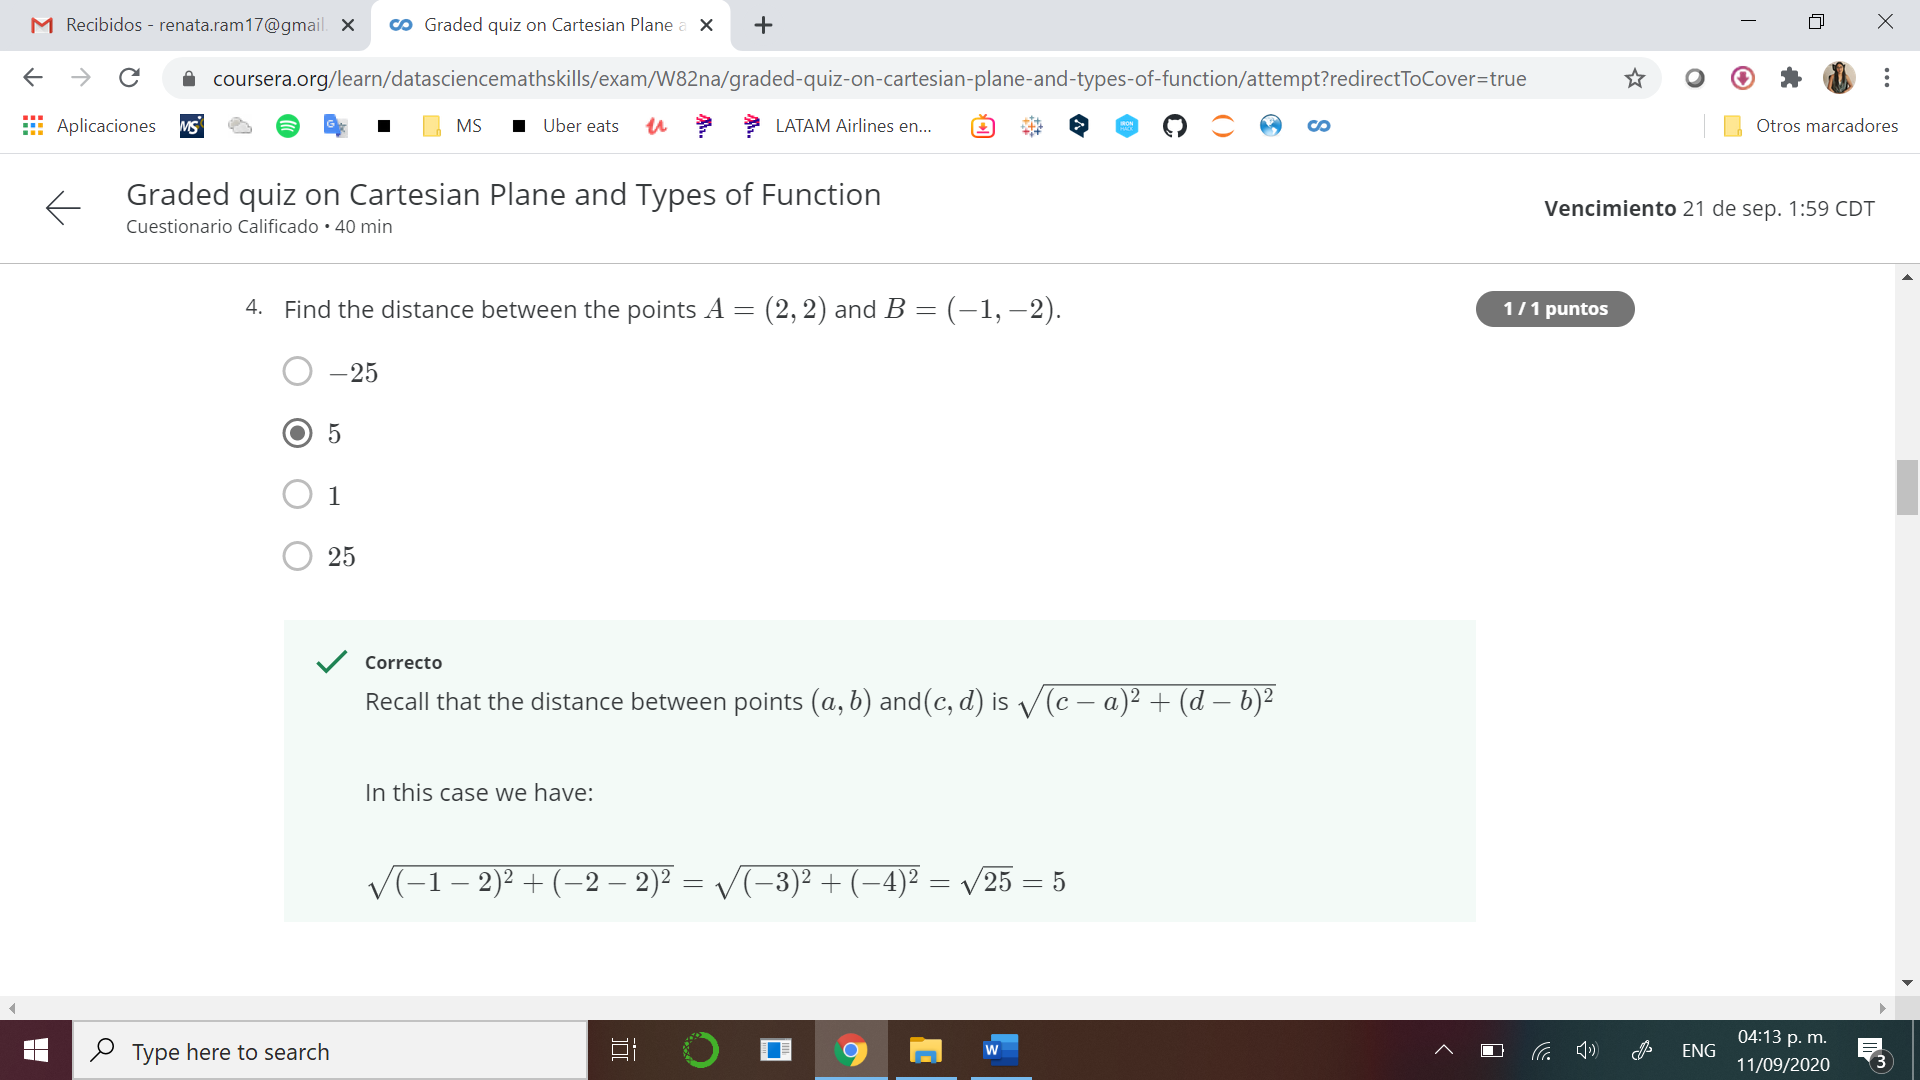 Recibidos - renata.ram17@gmail.
Graded quiz on Cartesian Plane a
coursera.org/learn/datasciencemathskills/exam/W82na/graded-quiz-on-cartesian-plane-and-types-of-function/attempt?redirectToCover=true
Aplicaciones
MS
MS
Uber eats
LATAM Airlines en...
Otros marcadores
Graded quiz on Cartesian Plane and Types of Function
Cuestionario Calificado • 40 min
Vencimiento 21 de sep. 1:59 CDT
4. Find the distance between the points A = (2, 2) and B = (−1, −2).
1 / 1 puntos
−25
5
1
25
Correcto
Recall that the distance between points (a, b) and(c, d) is √(c − a)² + (d − b)²
In this case we have:
√(−1 − 2)² + (−2 − 2)² = √(−3)² + (−4)² = √25 = 5
Type here to search
W
ENG
04:13 p. m.
11/09/2020
3